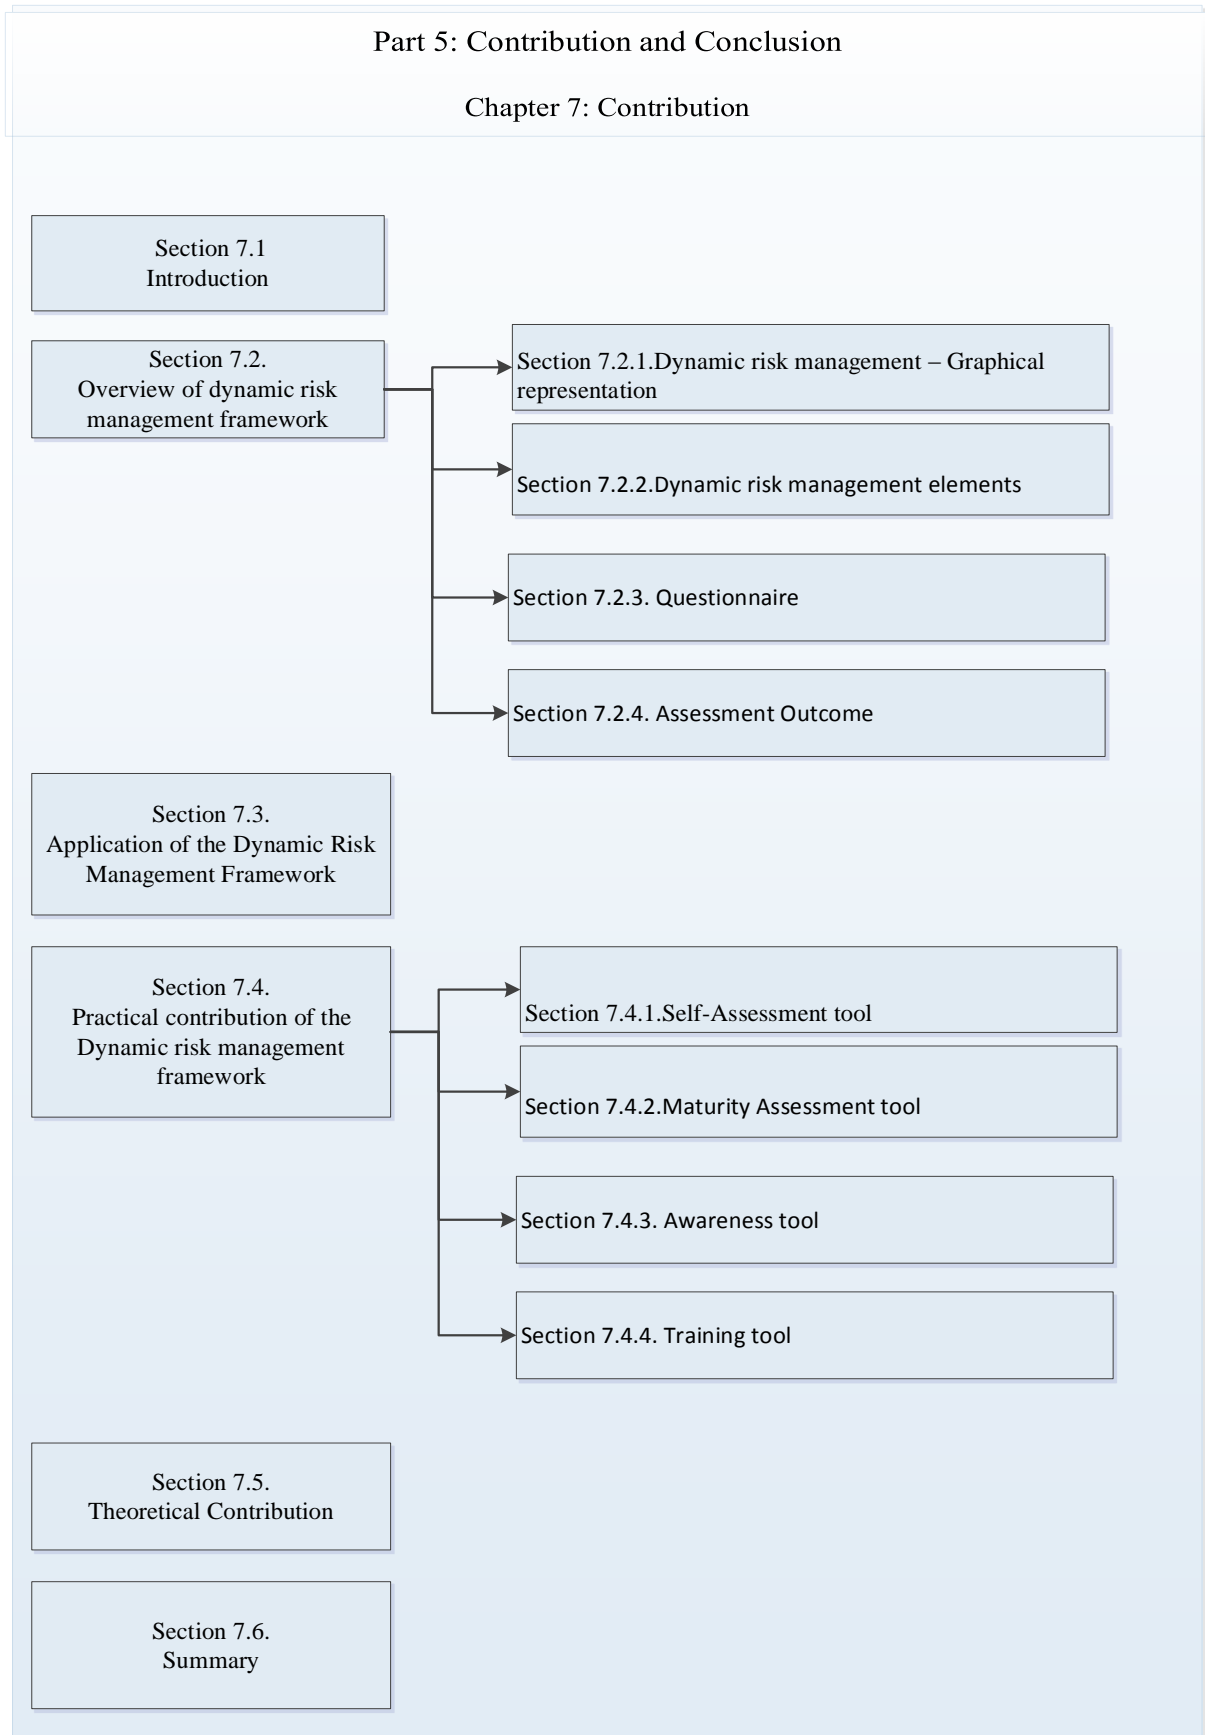 Part 5: Contribution and Conclusion
Chapter 7: Contribution
Section 7.1
Introduction
Section 7.2.
Overview of dynamic risk
management framework
Section 7.2.1.Dynamic risk management – Graphical
representation
Section 7.2.2.Dynamic risk management elements
Section 7.2.3. Questionnaire
Section 7.2.4. Assessment Outcome
Section 7.3.
Application of the Dynamic Risk
Management Framework
Section 7.4.
Practical contribution of the
Dynamic risk management
framework
Section 7.4.1.Self-Assessment tool
Section 7.4.2.Maturity Assessment tool
Section 7.4.3. Awareness tool
Section 7.4.4. Training tool
Section 7.5.
Theoretical Contribution
Section 7.6.
Summary